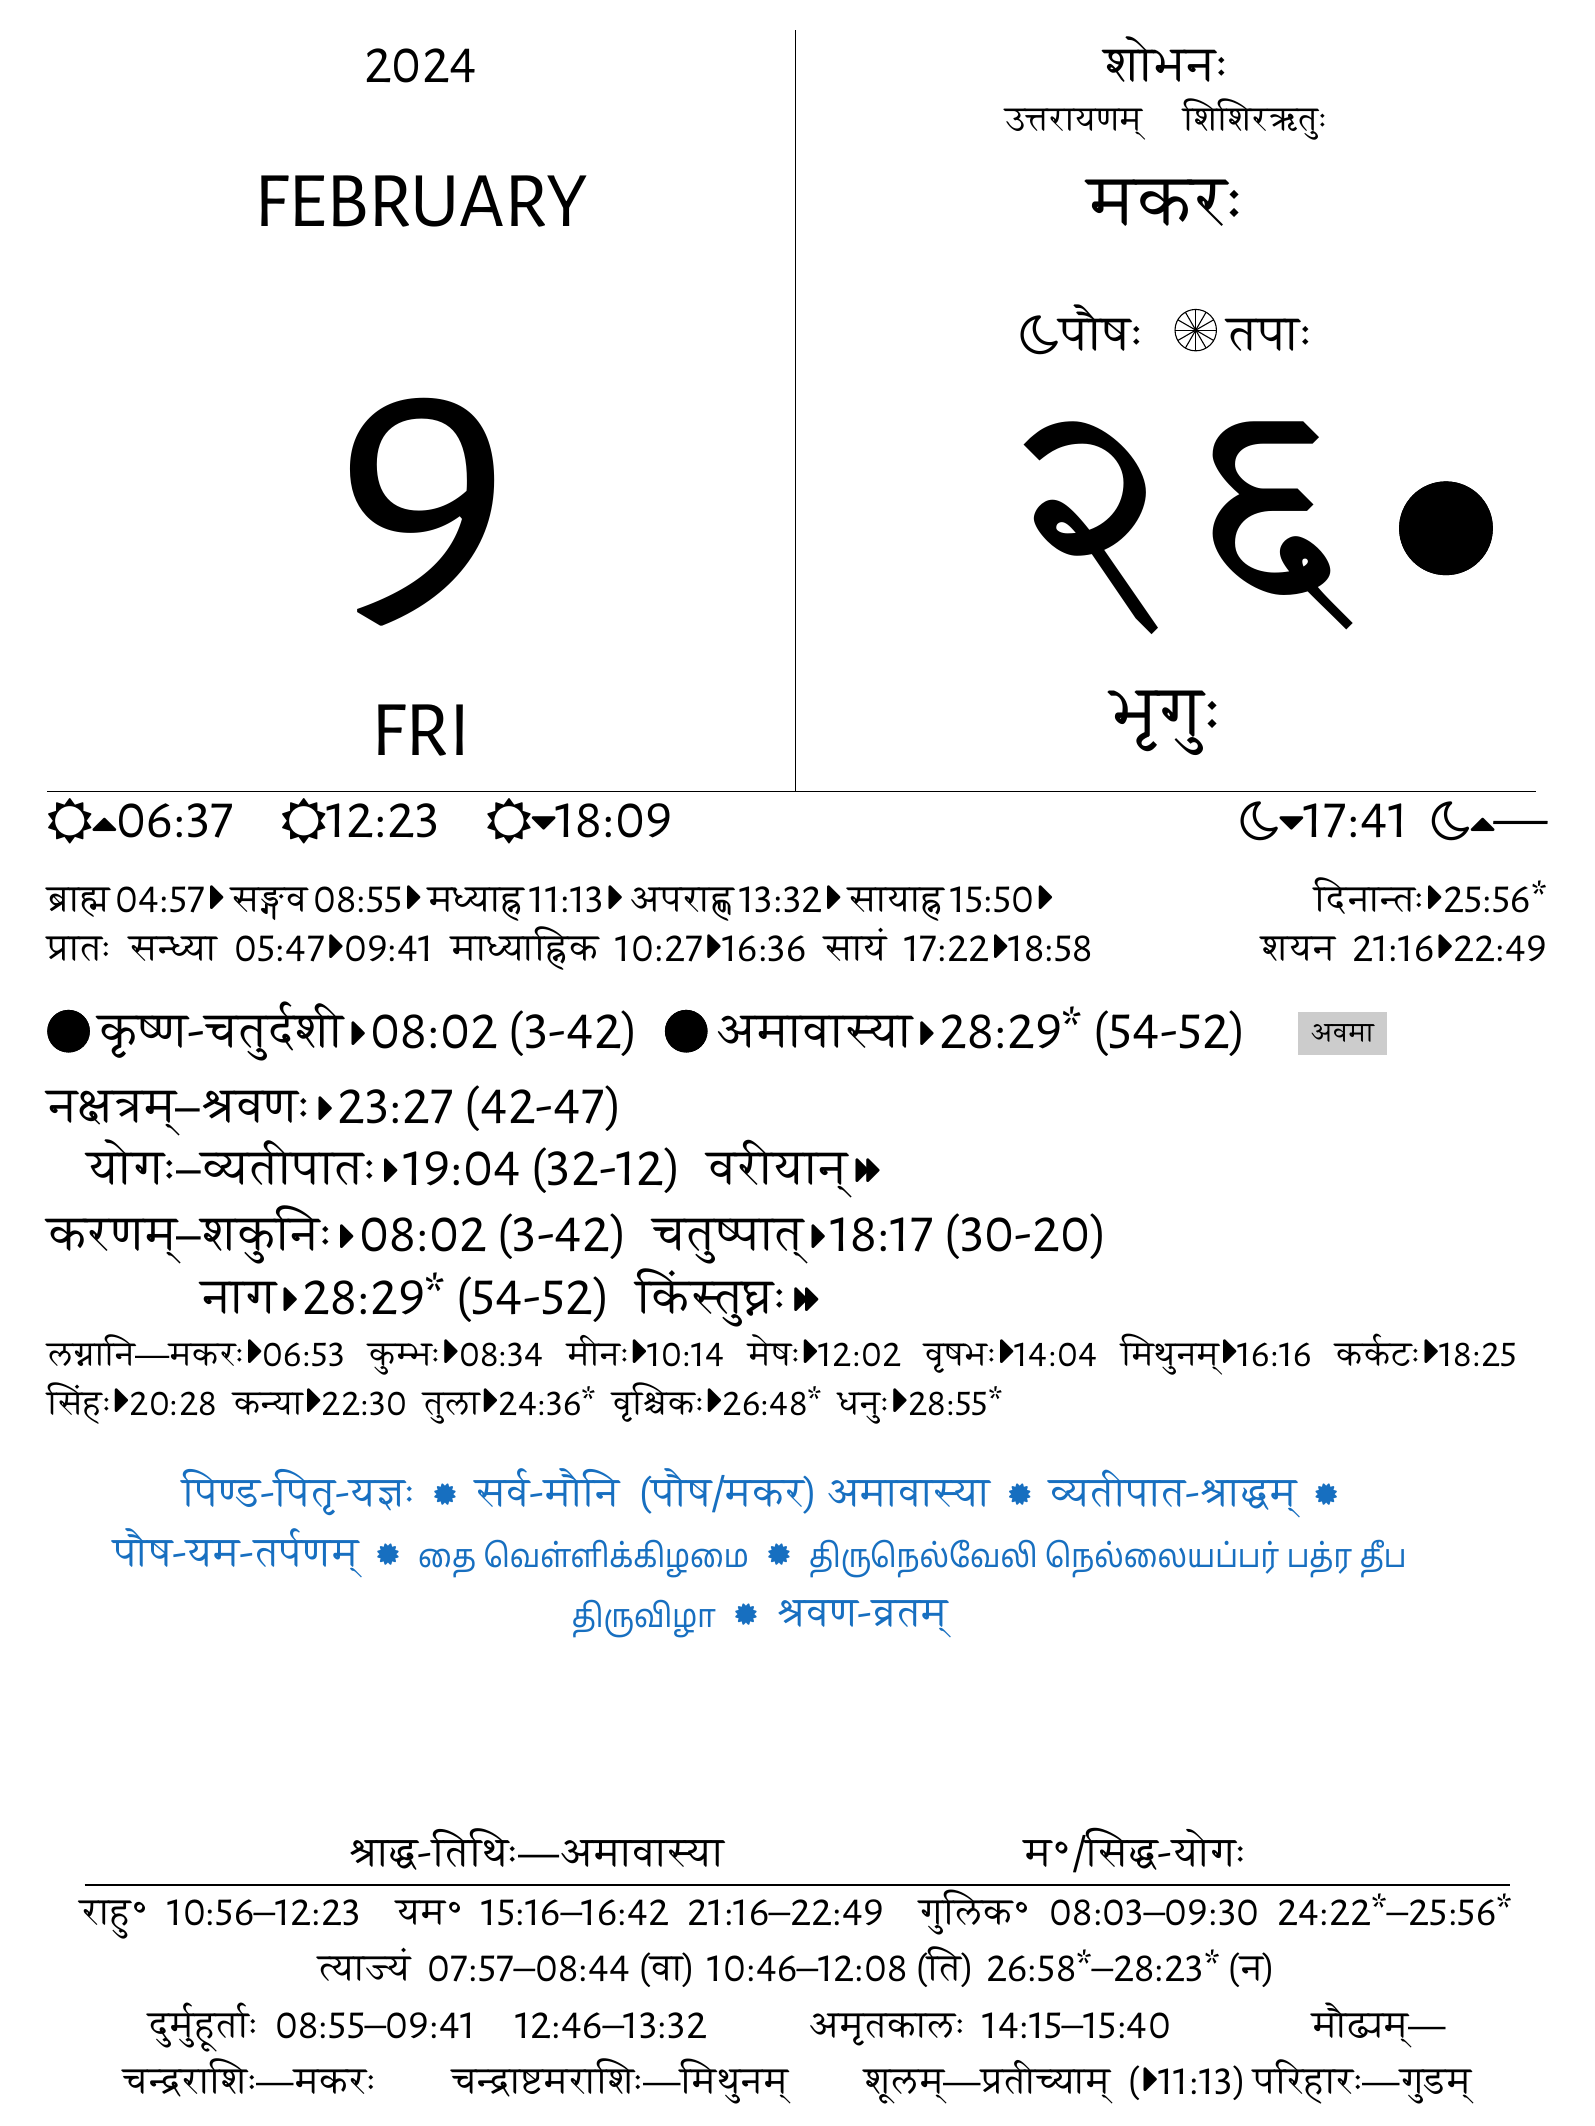 2024
FEBRUARY
9
FRI
शोभनः
उत्तरायणम् शिशिरऋतुः
मकरः
पौषः तपाः
२६
भृगुः
06:37 12:23 18:09 17:41 —
ब्राह्म 04:57 सङ्गव 08:55 मध्याह्न 11:13 अपराह्ण 13:32 सायाह्न 15:50 दिनान्तः 25:56*
प्रातः सन्ध्या 05:47 09:41 माध्याह्निक 10:27 16:36 सायं 17:22 18:58 शयन 21:16 22:49
कृष्ण-चतुर्दशी 08:02 (3-42) अमावास्या 28:29* (54-52) अवमा
नक्षत्रम्–श्रवणः 23:27 (42-47)
योगः–व्यतीपातः 19:04 (32-12) वरीयान्
करणम्–शकुनिः 08:02 (3-42) चतुष्पात् 18:17 (30-20)
नाग 28:29* (54-52) किंस्तुघ्नः
लग्नानि—मकरः 06:53 कुम्भः 08:34 मीनः 10:14 मेषः 12:02 वृषभः 14:04 मिथुनम् 16:16 कर्कटः 18:25
सिंहः 20:28 कन्या 22:30 तुला 24:36* वृश्चिकः 26:48* धनुः 28:55*
पिण्ड-पितृ-यज्ञः ✹ सर्व-मौनि (पौष/मकर) अमावास्या ✹ व्यतीपात-श्राद्धम् ✹
पौष-यम-तर्पणम् ✹ தை வெள்ளிக்கிழமை ✹ திருநெல்வேலி நெல்லையப்பர் பத்ர தீப
திருவிழா ✹ श्रवण-व्रतम्
श्राद्ध-तिथिः—अमावास्या म॰/सिद्ध-योगः
राहु॰ 10:56–12:23 यम॰ 15:16–16:42 21:16–22:49 गुलिक॰ 08:03–09:30 24:22*–25:56*
त्याज्यं 07:57–08:44 (वा) 10:46–12:08 (ति) 26:58*–28:23* (न)
दुर्मुहूर्ताः 08:55–09:41 12:46–13:32 अमृतकालः 14:15–15:40 मौढ्यम्—
चन्द्रराशिः—मकरः चन्द्राष्टमराशिः—मिथुनम् शूलम्—प्रतीच्याम् (11:13) परिहारः—गुडम्